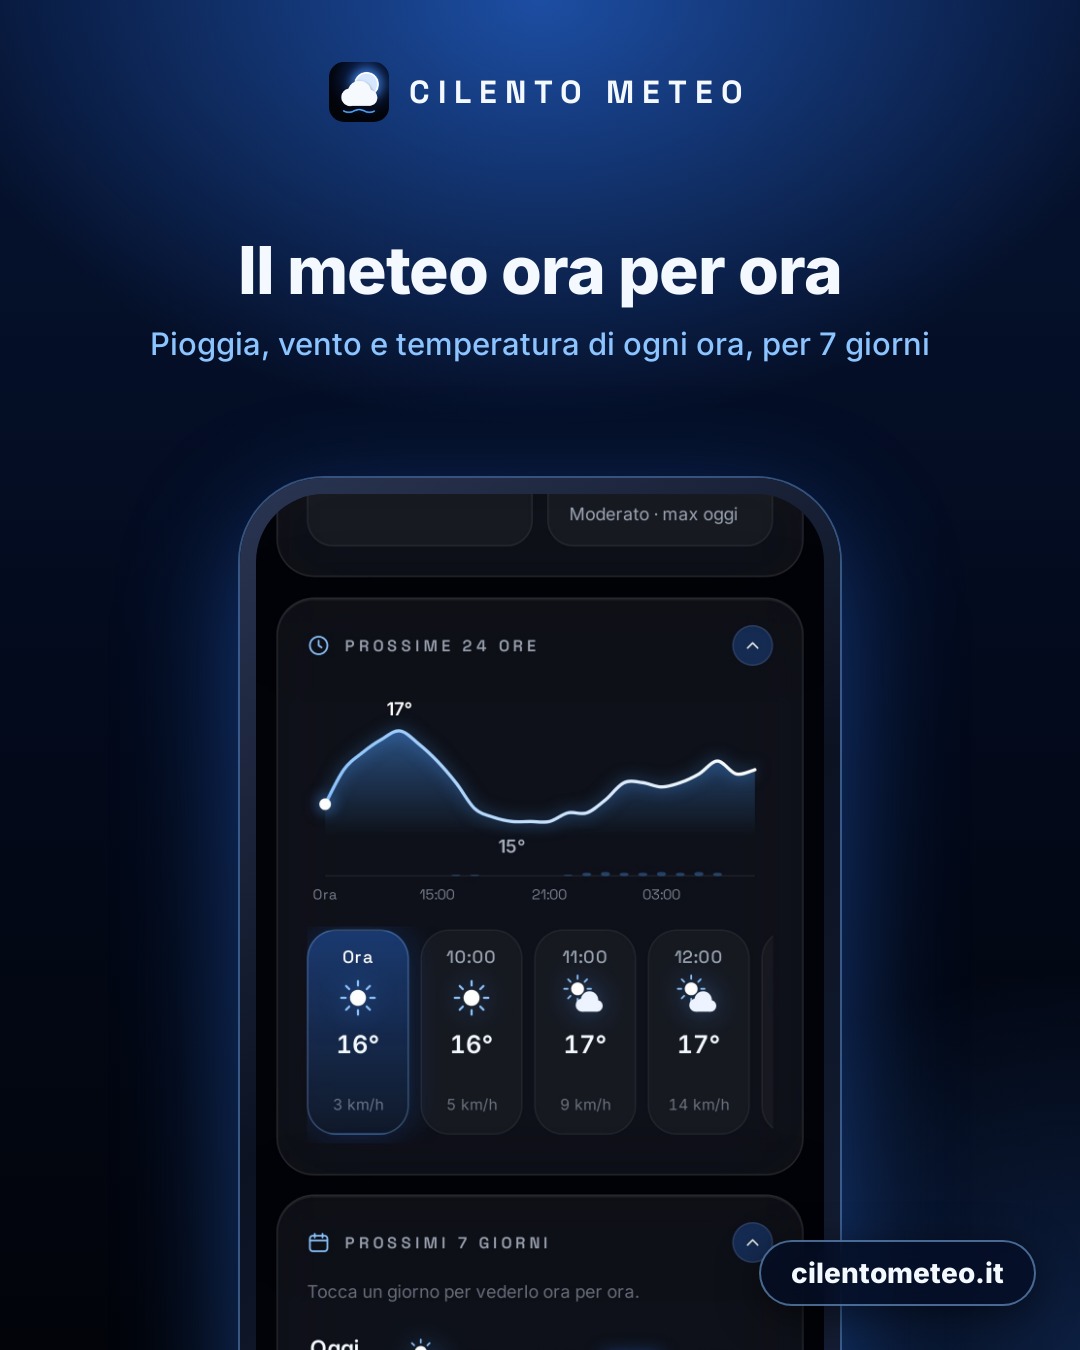 CILENTO METEO
Il meteo ora per ora
Pioggia, vento e temperatura di ogni ora, per 7 giorni
Moderato · max oggi
PROSSIME 24 ORE
17°
15°
Ora 15:00 21:00 03:00
Ora 10:00 11:00 12:00
16° 16° 17° 17°
3 km/h 5 km/h 9 km/h 14 km/h
PROSSIMI 7 GIORNI
cilentometeo.it
Tocca un giorno per vederlo ora per ora.
Oggi